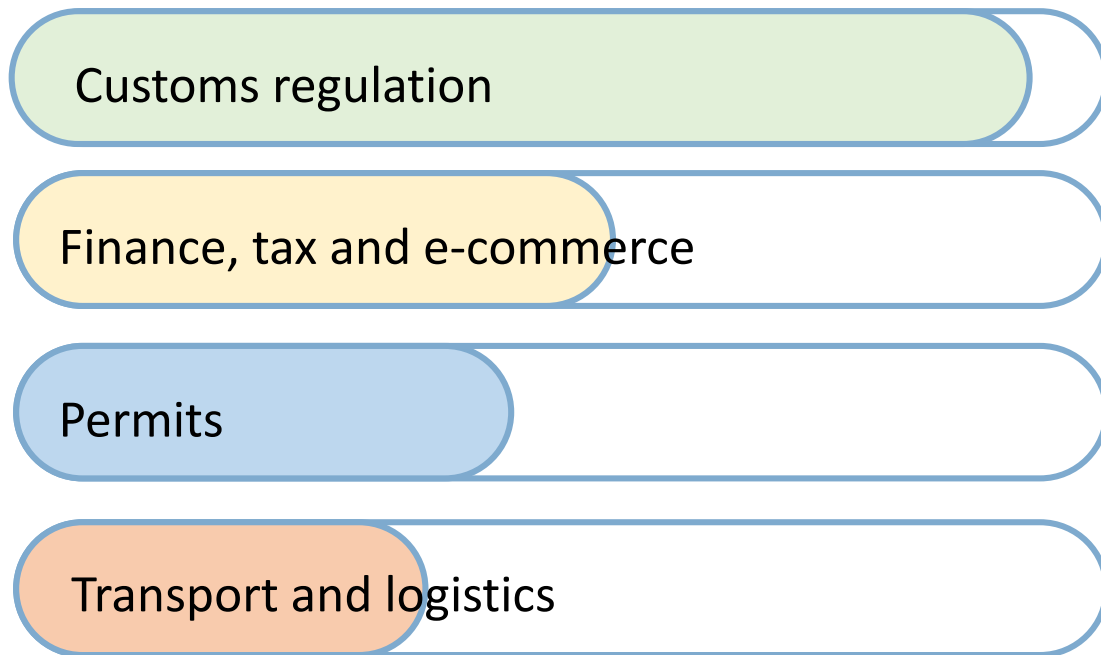 Customs regulation
Finance, tax and e-commerce
Permits
Transport and logistics